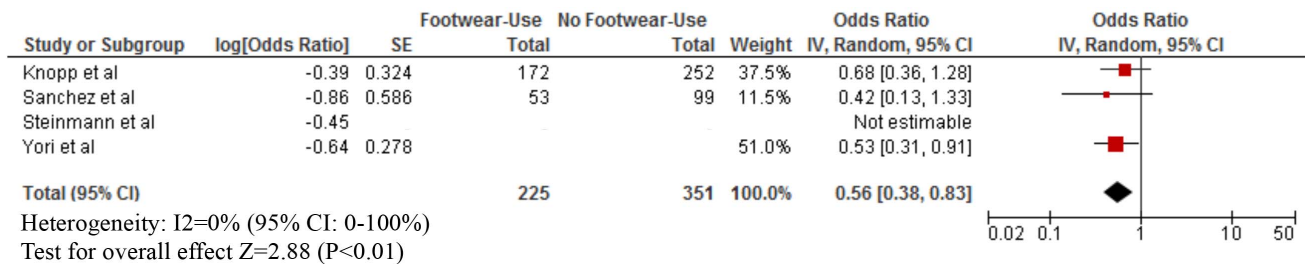 Footwear-Use No Footwear-Use Odds Ratio Odds Ratio
Study or Subgroup log[Odds Ratio] SE Total Total Weight IV, Random, 95% CI IV, Random, 95% CI
Knopp et al -0.39 0.324 172 252 37.5% 0.68 [0.36, 1.28]
Sanchez et al -0.86 0.586 53 99 11.5% 0.42 [0.13, 1.33]
Steinmann et al -0.45 Not estimable
Yori et al -0.64 0.278 51.0% 0.53 [0.31, 0.91]
Total (95% CI) 225 351 100.0% 0.56 [0.38, 0.83]
Heterogeneity: I2=0% (95% CI: 0-100%)
0.02 0.1 1 10 50
Test for overall effect Z=2.88 (P<0.01)